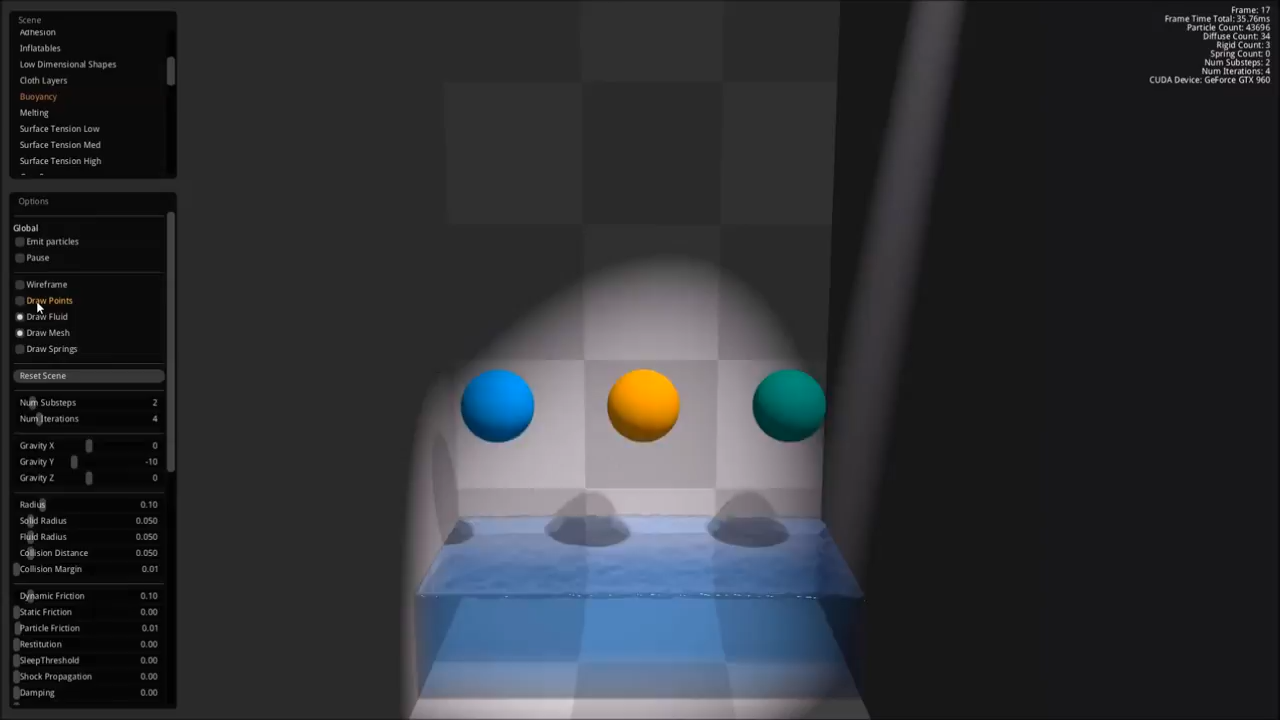 Scene
Adhesion
Inflatables
Low Dimensional Shapes
Cloth Layers
Buoyancy
Melting
Surface Tension Low
Surface Tension Med
Surface Tension High
Options
Global
Emit particles
Pause
Wireframe
Draw Points
Draw Fluid
Draw Mesh
Draw Springs
Reset Scene
Num Substeps 2
Num Iterations 4
Gravity X 0
Gravity Y -10
Gravity Z 0
Radius 0.10
Solid Radius 0.050
Fluid Radius 0.050
Collision Distance 0.050
Collision Margin 0.01
Dynamic Friction 0.10
Static Friction 0.00
Particle Friction 0.01
Restitution 0.00
SleepThreshold 0.00
Shock Propagation 0.00
Damping 0.00
Frame: 17
Frame Time Total: 35.76ms
Particle Count: 43696
Diffuse Count: 34
Rigid Count: 3
Spring Count: 0
Num Substeps: 2
Num Iterations: 4
CUDA Device: GeForce GTX 960